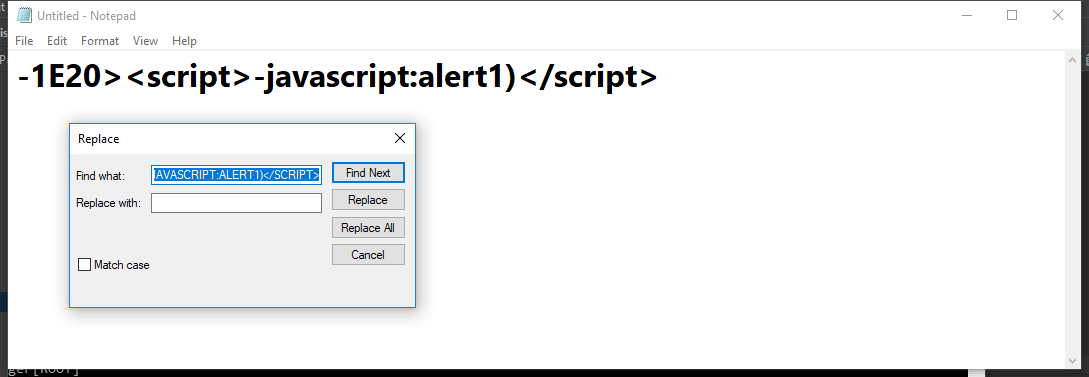 Untitled - Notepad
File Edit Format View Help
-1E20><script>-javascript:alert1)</script>
Replace
Find what: AVASCRIPT:ALERT1)</SCRIPT> Find Next
Replace with: Replace
Replace All
Cancel
Match case